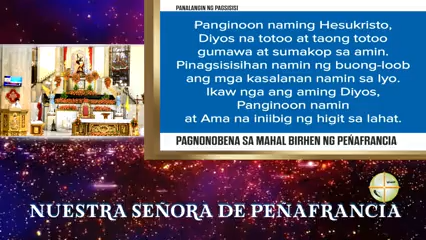 PANALANGIN NG PAGSISISI
Panginoon naming Hesukristo,
Diyos na totoo at taong totoo
gumawa at sumakop sa amin.
Pinagsisisihan namin ng buong-loob
ang mga kasalanan namin sa Iyo.
Ikaw nga ang aming Diyos,
Panginoon namin
at Ama na iniibig ng higit sa lahat.
PAGNONOBENA SA MAHAL BIRHEN NG PEÑAFRANCIA
NUESTRA SEÑORA DE PEÑAFRANCIA